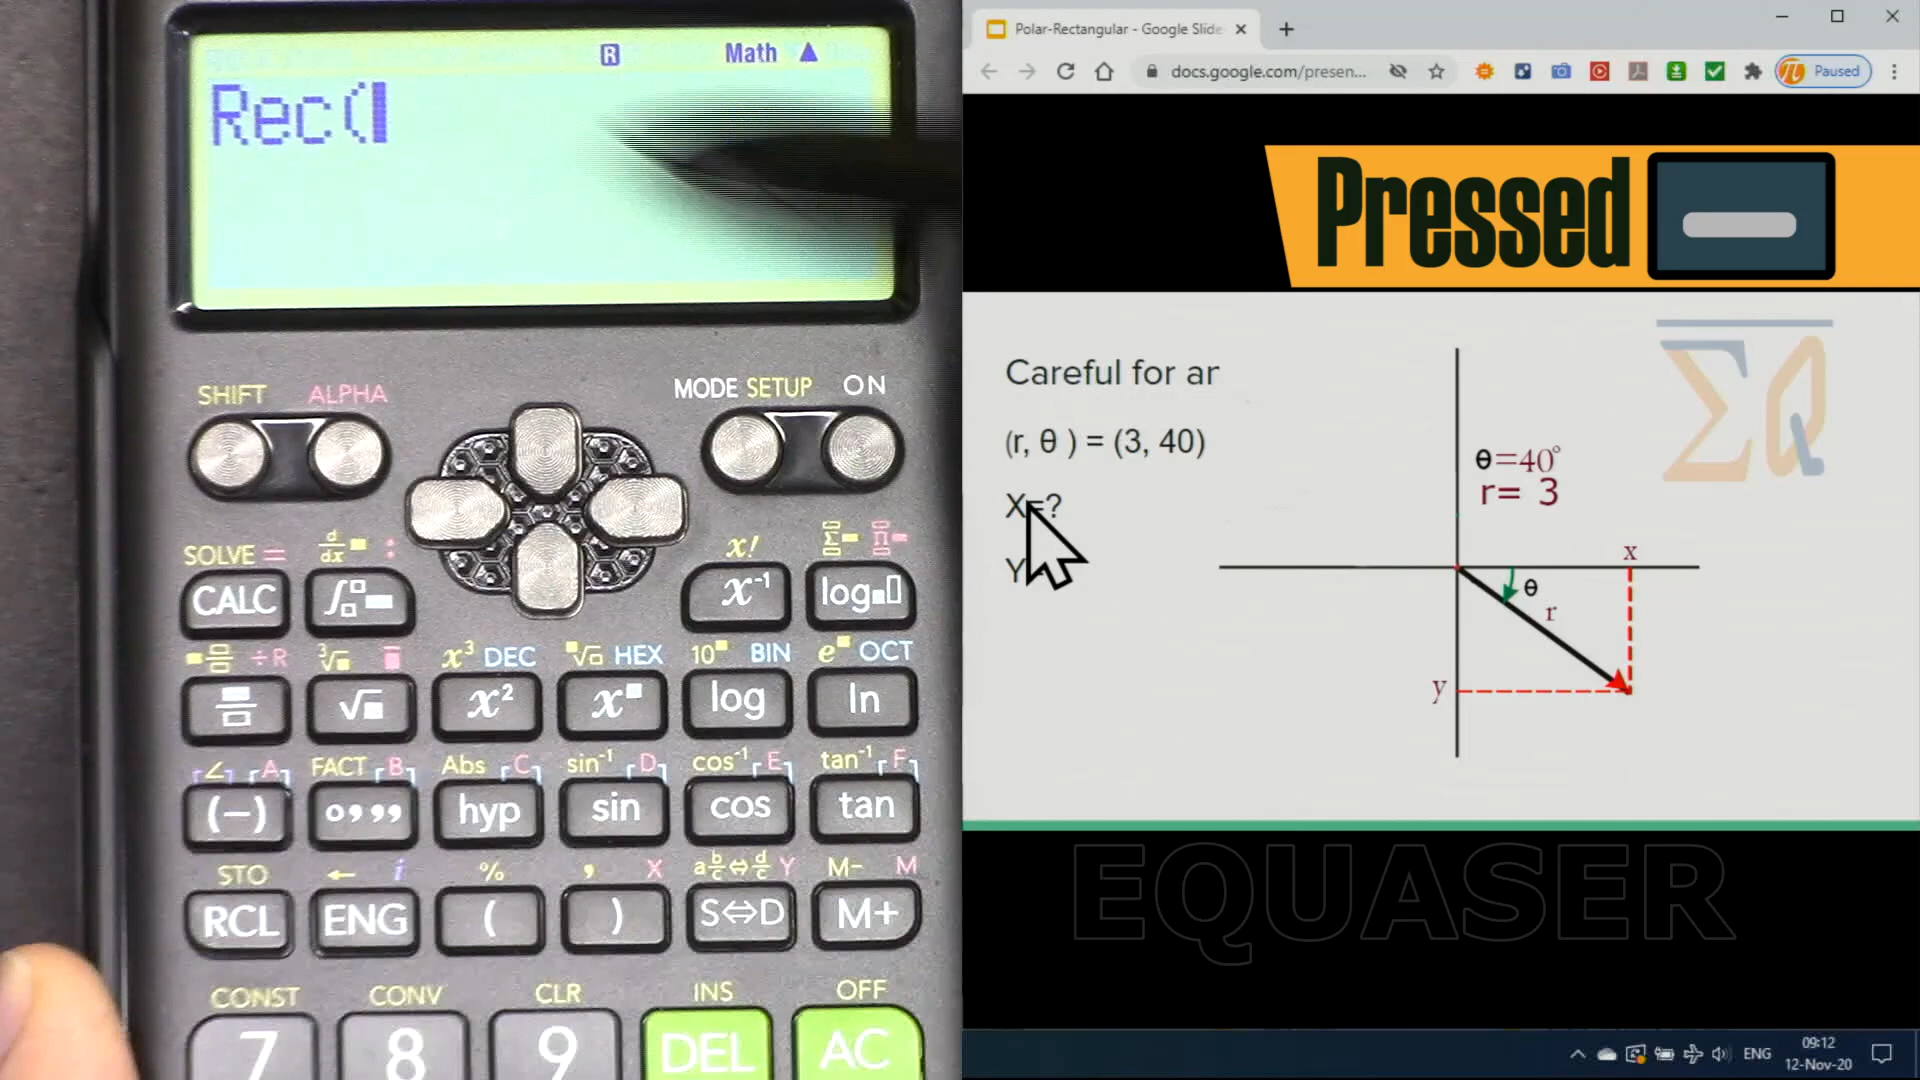 R Math ▲
Rec(
SHIFT ALPHA MODE SETUP ON
SOLVE = d/dx : x! Σ Π
CALC ∫ x⁻¹ log
÷R ³√ x³ DEC √ HEX 10 BIN e OCT
√ x² x log ln
∠ A FACT B Abs C sin⁻¹ D cos⁻¹ E tan⁻¹ F
(−) °,,, hyp sin cos tan
STO ← i % , X a b/c ⇔ d/c Y M− M
RCL ENG ( ) S⇔D M+
CONST CONV CLR INS OFF
7 8 9 DEL AC
Polar-Rectangular - Google Slide
docs.google.com/presen...
Paused
Pressed −
ΣQ
Careful for ar
(r, θ ) = (3, 40)
X=?
Y
θ=40°
r= 3
x
θ
r
y
EQUASER
ENG
09:12
12-Nov-20